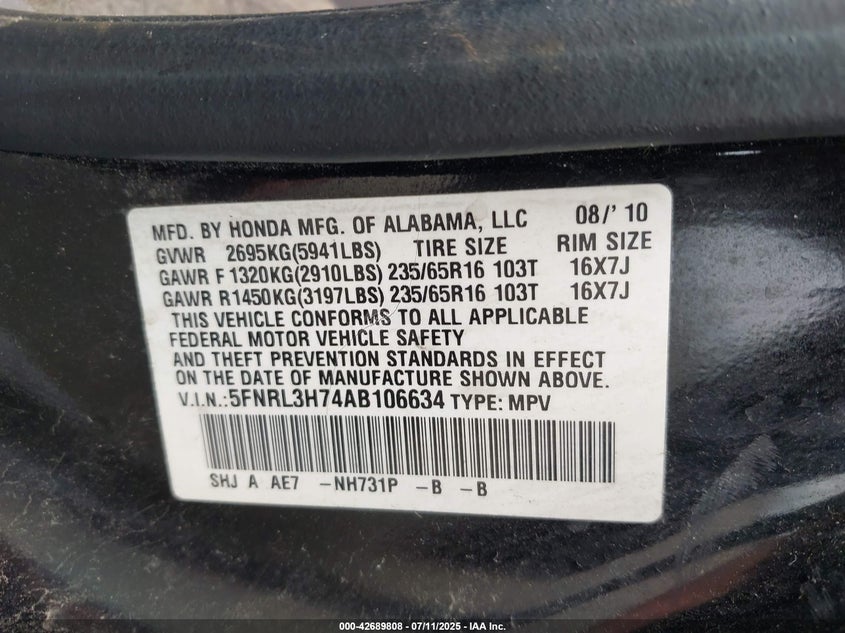 MFD. BY HONDA MFG. OF ALABAMA, LLC 08/'10
GVWR 2695KG(5941LBS) TIRE SIZE RIM SIZE
GAWR F 1320KG(2910LBS) 235/65R16 103T 16X7J
GAWR R1450KG(3197LBS) 235/65R16 103T 16X7J
THIS VEHICLE CONFORMS TO ALL APPLICABLE
FEDERAL MOTOR VEHICLE SAFETY
AND THEFT PREVENTION STANDARDS IN EFFECT
ON THE DATE OF MANUFACTURE SHOWN ABOVE.
V.I.N.:5FNRL3H74AB106634 TYPE: MPV
SHJ A AE7 -NH731P -B -B
000-42689808 - 07/11/2025 - IAA Inc.